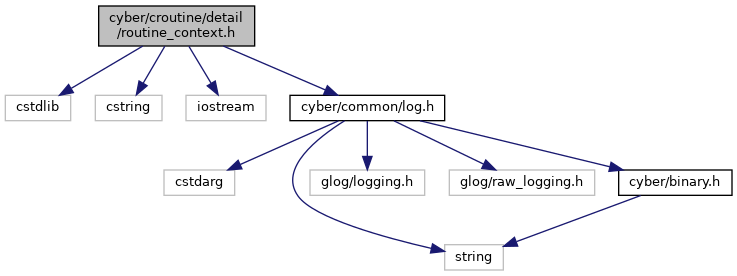 cyber/croutine/detail
/routine_context.h
cstdlib
cstring
iostream
cyber/common/log.h
cstdarg
glog/logging.h
glog/raw_logging.h
cyber/binary.h
string